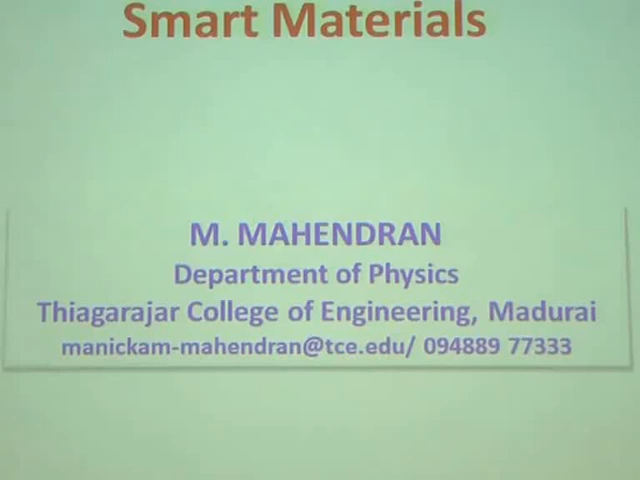 Smart Materials
M. MAHENDRAN
Department of Physics
Thiagarajar College of Engineering, Madurai
manickam-mahendran@tce.edu/ 094889 77333